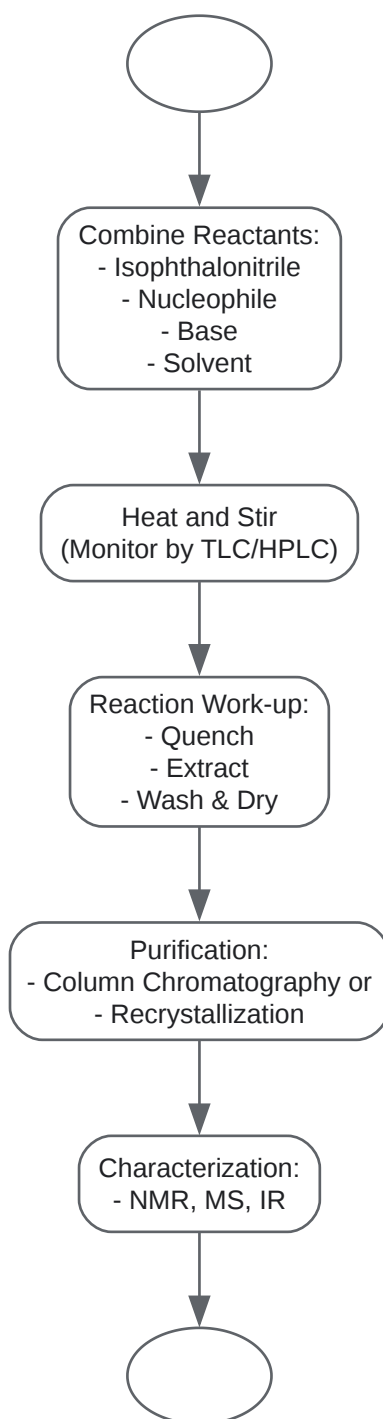 Combine Reactants:
- Isophthalonitrile
- Nucleophile
- Base
- Solvent
Heat and Stir
(Monitor by TLC/HPLC)
Reaction Work-up:
- Quench
- Extract
- Wash & Dry
Purification:
- Column Chromatography or
- Recrystallization
Characterization:
- NMR, MS, IR